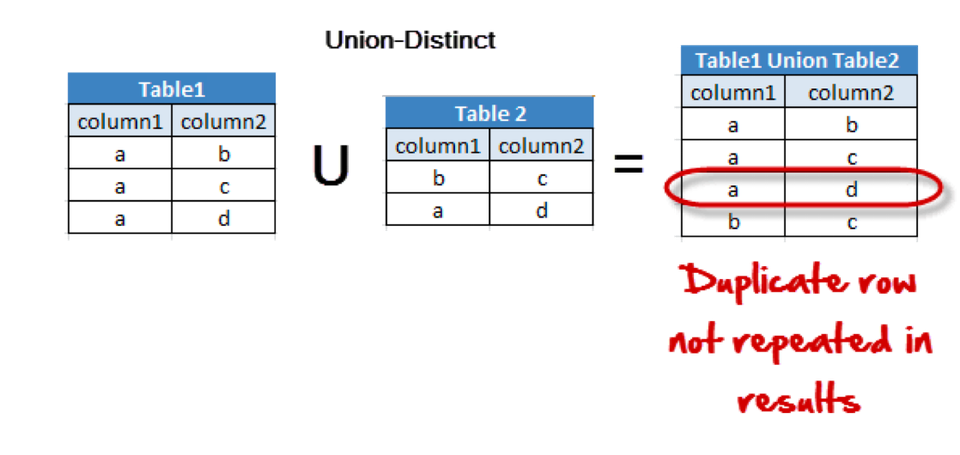 Union-Distinct
Table1
column1 column2
a b
a c
a d
U
Table 2
column1 column2
b c
a d
=
Table1 Union Table2
column1 column2
a b
a c
a d
b c
Duplicate row
not repeated in
results